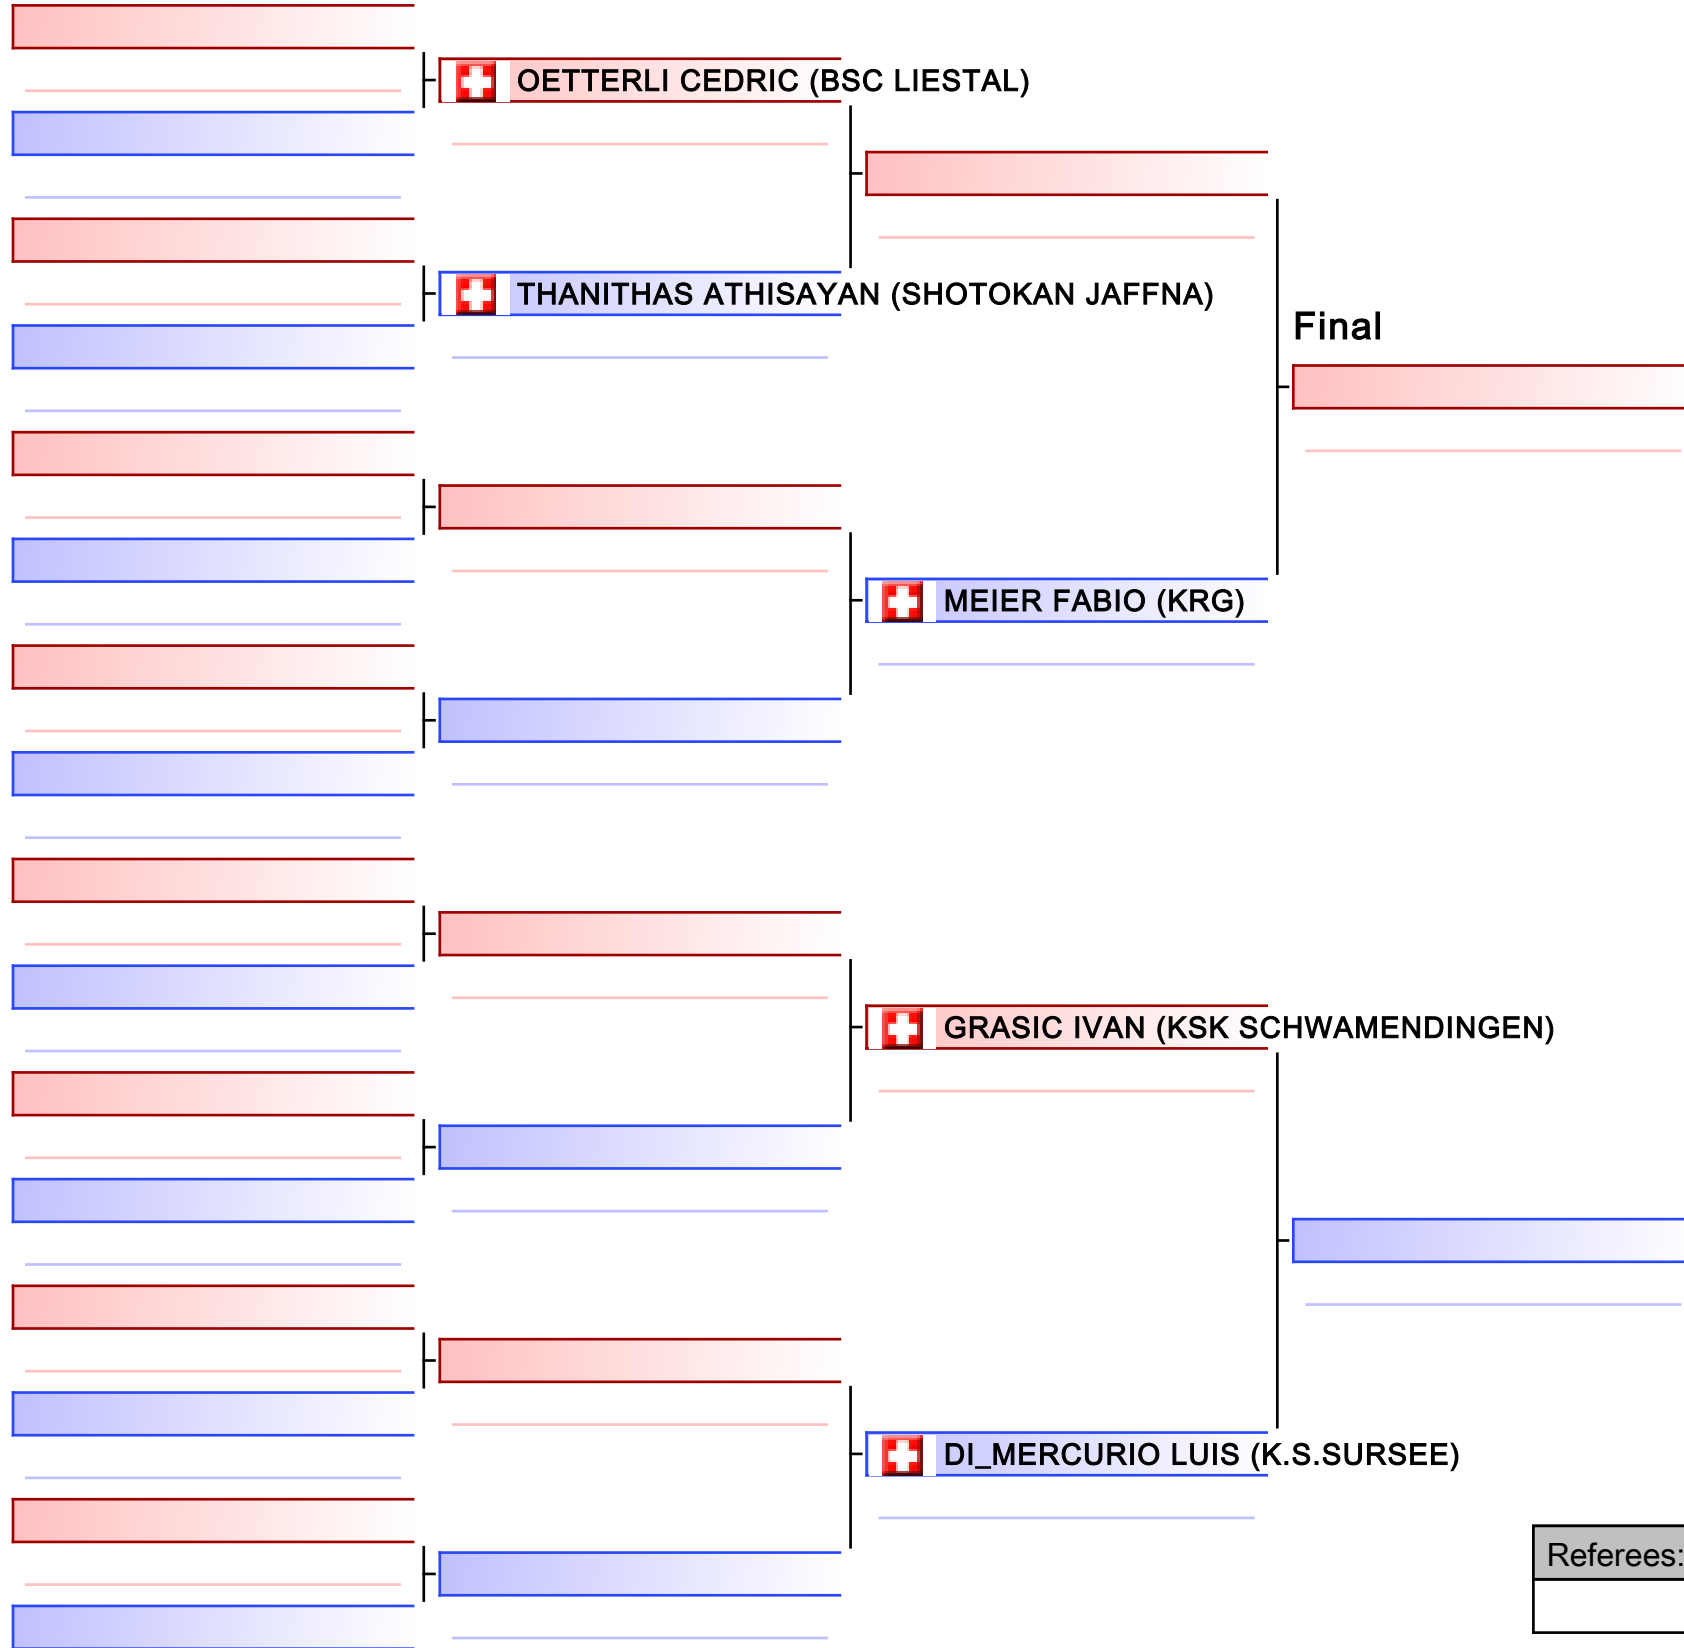 OETTERLI CEDRIC (BSC LIESTAL)
THANITHAS ATHISAYAN (SHOTOKAN JAFFNA)
Final
MEIER FABIO (KRG)
GRASIC IVAN (KSK SCHWAMENDINGEN)
DI_MERCURIO LUIS (K.S.SURSEE)
Referees: